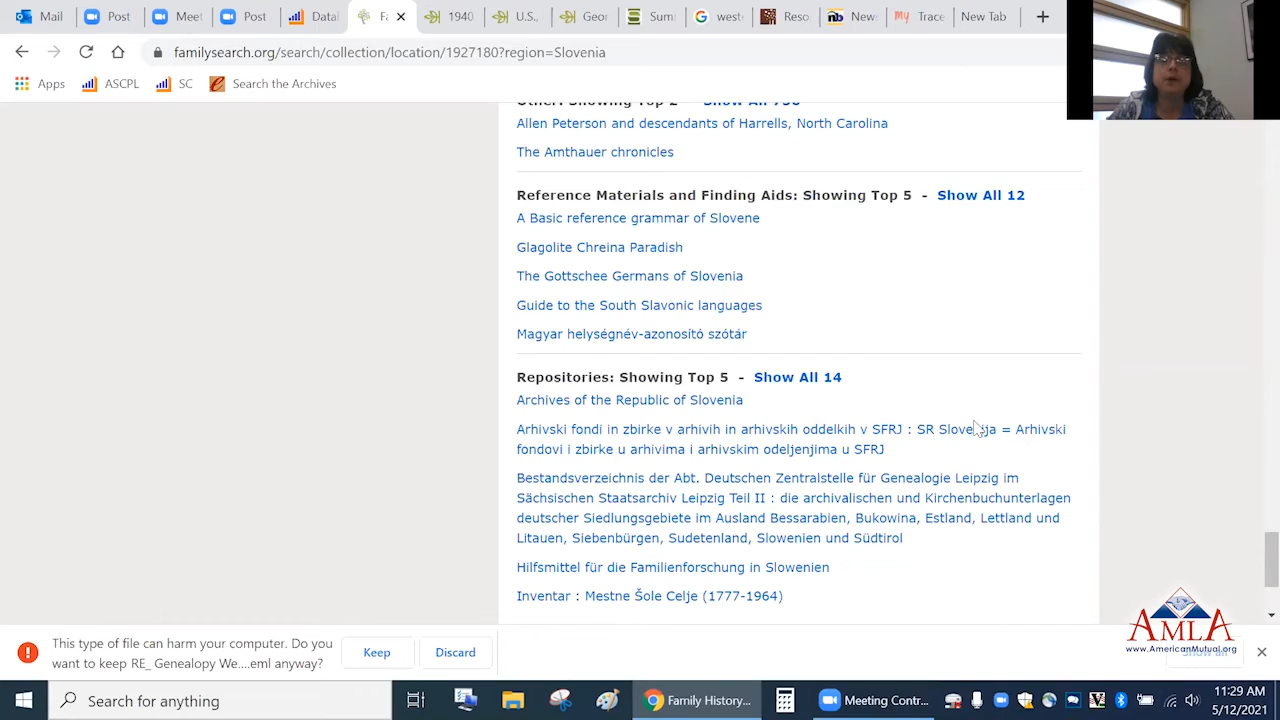 Mail
Post
Meet
Post
Datal
Fa
1940
U.S.,
Geor
Sum
weste
Reso
New
My
Trace
New Tab
familysearch.org/search/collection/location/1927180?region=Slovenia
Apps
ASCPL
SC
Search the Archives
Allen Peterson and descendants of Harrells, North Carolina
The Amthauer chronicles
Reference Materials and Finding Aids: Showing Top 5 - Show All 12
A Basic reference grammar of Slovene
Glagolite Chreina Paradish
The Gottschee Germans of Slovenia
Guide to the South Slavonic languages
Magyar helységnév-azonosító szótár
Repositories: Showing Top 5 - Show All 14
Archives of the Republic of Slovenia
Arhivski fondi in zbirke v arhivih in arhivskih oddelkih v SFRJ : SR Slovenija = Arhivski
fondovi i zbirke u arhivima i arhivskim odeljenjima u SFRJ
Bestandsverzeichnis der Abt. Deutschen Zentralstelle für Genealogie Leipzig im
Sächsischen Staatsarchiv Leipzig Teil II : die archivalischen und Kirchenbuchunterlagen
deutscher Siedlungsgebiete im Ausland Bessarabien, Bukowina, Estland, Lettland und
Litauen, Siebenbürgen, Sudetenland, Slowenien und Südtirol
Hilfsmittel für die Familienforschung in Slowenien
Inventar : Mestne Šole Celje (1777-1964)
AMLA
www.AmericanMutual.org
This type of file can harm your computer. Do you
want to keep RE_ Genealopy We....eml anyway?
Keep
Discard
Show all
Search for anything
Family History...
Meeting Contr...
11:29 AM
5/12/2021